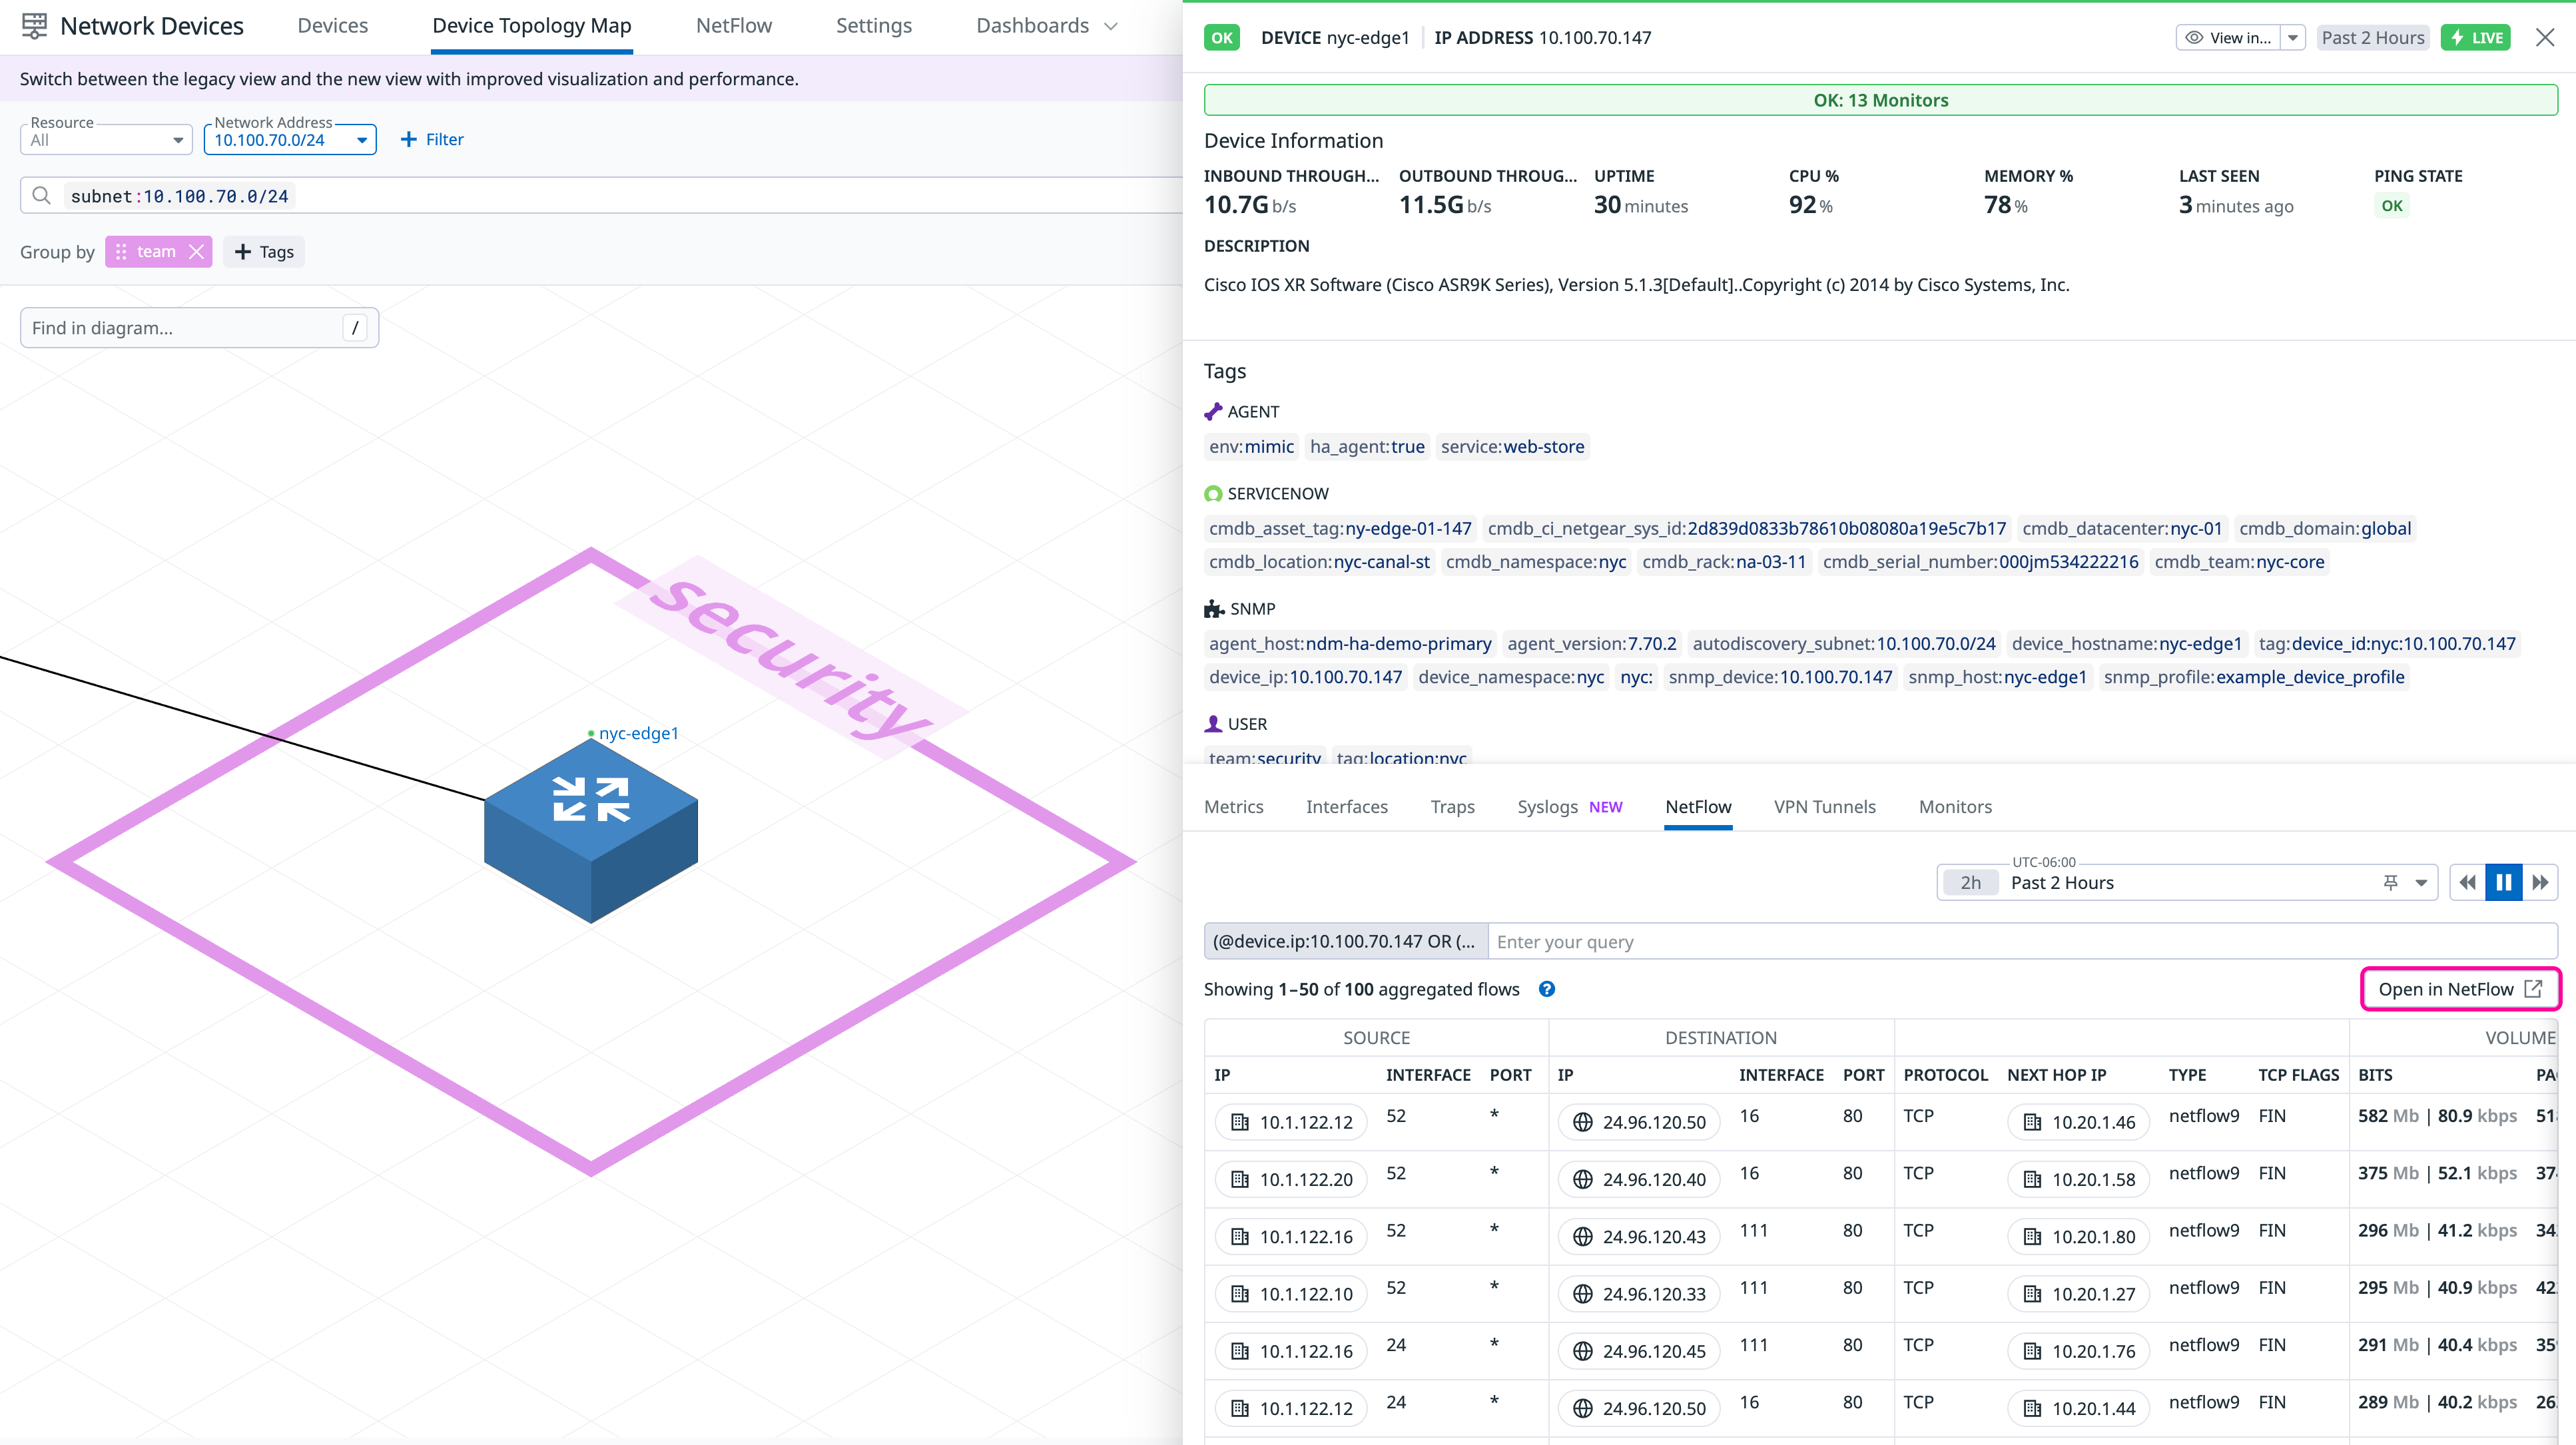 Network Devices Devices Device Topology Map NetFlow Settings Dashboards
Switch between the legacy view and the new view with improved visualization and performance.
Resource Network Address
All 10.100.70.0/24 + Filter
subnet:10.100.70.0/24
Group by team + Tags
Find in diagram... /
security
nyc-edge1
OK DEVICE nyc-edge1 IP ADDRESS 10.100.70.147 View in... Past 2 Hours LIVE
OK: 13 Monitors
Device Information
INBOUND THROUGH... OUTBOUND THROUG... UPTIME CPU % MEMORY % LAST SEEN PING STATE
10.7G b/s 11.5G b/s 30 minutes 92 % 78 % 3 minutes ago OK
DESCRIPTION
Cisco IOS XR Software (Cisco ASR9K Series), Version 5.1.3[Default]..Copyright (c) 2014 by Cisco Systems, Inc.
Tags
AGENT
env:mimic ha_agent:true service:web-store
SERVICENOW
cmdb_asset_tag:ny-edge-01-147 cmdb_ci_netgear_sys_id:2d839d0833b78610b08080a19e5c7b17 cmdb_datacenter:nyc-01 cmdb_domain:global
cmdb_location:nyc-canal-st cmdb_namespace:nyc cmdb_rack:na-03-11 cmdb_serial_number:000jm534222216 cmdb_team:nyc-core
SNMP
agent_host:ndm-ha-demo-primary agent_version:7.70.2 autodiscovery_subnet:10.100.70.0/24 device_hostname:nyc-edge1 tag:device_id:nyc:10.100.70.147
device_ip:10.100.70.147 device_namespace:nyc nyc: snmp_device:10.100.70.147 snmp_host:nyc-edge1 snmp_profile:example_device_profile
USER
team:security tag:location:nyc
Metrics Interfaces Traps Syslogs NEW NetFlow VPN Tunnels Monitors
UTC-06:00
2h Past 2 Hours
(@device.ip:10.100.70.147 OR (... Enter your query
Showing 1–50 of 100 aggregated flows ? Open in NetFlow
SOURCE DESTINATION VOLUME
IP INTERFACE PORT IP INTERFACE PORT PROTOCOL NEXT HOP IP TYPE TCP FLAGS BITS
10.1.122.12 52 * 24.96.120.50 16 80 TCP 10.20.1.46 netflow9 FIN 582 Mb | 80.9 kbps
10.1.122.20 52 * 24.96.120.40 16 80 TCP 10.20.1.58 netflow9 FIN 375 Mb | 52.1 kbps
10.1.122.16 52 * 24.96.120.43 111 80 TCP 10.20.1.80 netflow9 FIN 296 Mb | 41.2 kbps
10.1.122.10 52 * 24.96.120.33 111 80 TCP 10.20.1.27 netflow9 FIN 295 Mb | 40.9 kbps
10.1.122.16 24 * 24.96.120.45 111 80 TCP 10.20.1.76 netflow9 FIN 291 Mb | 40.4 kbps
10.1.122.12 24 * 24.96.120.50 16 80 TCP 10.20.1.44 netflow9 FIN 289 Mb | 40.2 kbps